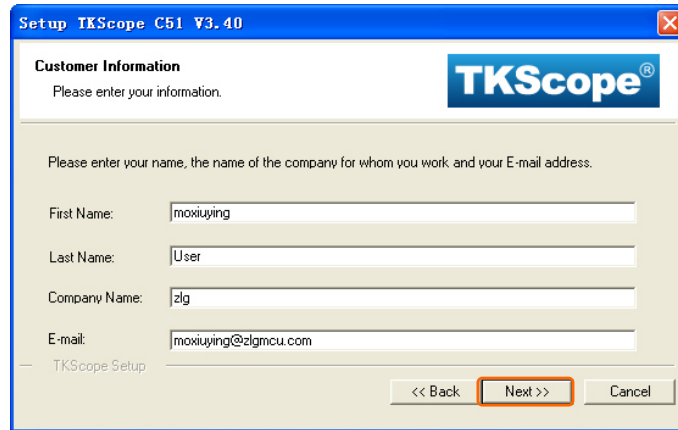 Setup TKScope C51 V3.40
Customer Information
Please enter your information.
TKScope®
Please enter your name, the name of the company for whom you work and your E-mail address.
First Name: moxiuying
Last Name: User
Company Name: zlg
E-mail: moxiuying@zlgmcu.com
TKScope Setup
<< Back Next >> Cancel